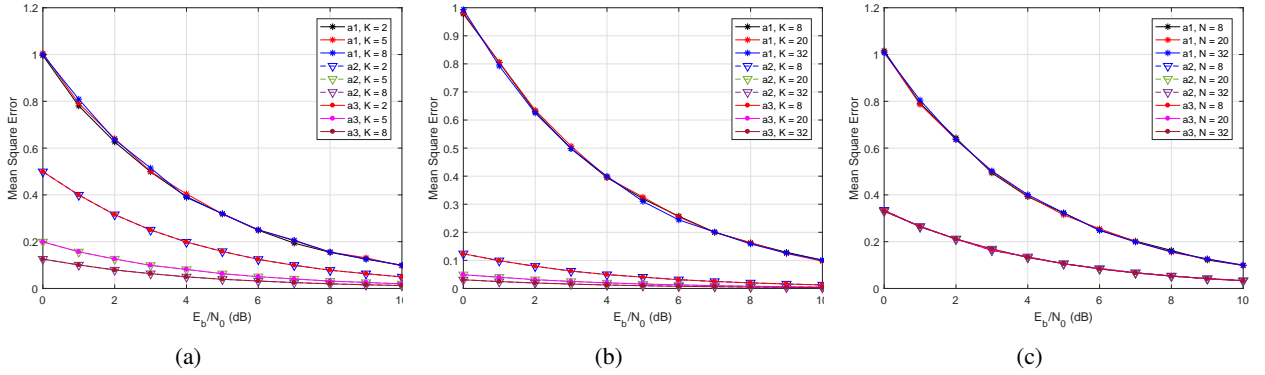 Mean Square Error
1.2
1
0.8
0.6
0.4
0.2
0
0 2 4 6 8 10
E_b/N_0 (dB)
a1, K = 2
a1, K = 5
a1, K = 8
a2, K = 2
a2, K = 5
a2, K = 8
a3, K = 2
a3, K = 5
a3, K = 8
(a)
Mean Square Error
1
0.9
0.8
0.7
0.6
0.5
0.4
0.3
0.2
0.1
0
0 2 4 6 8 10
E_b/N_0 (dB)
a1, K = 8
a1, K = 20
a1, K = 32
a2, K = 8
a2, K = 20
a2, K = 32
a3, K = 8
a3, K = 20
a3, K = 32
(b)
Mean Square Error
1.2
1
0.8
0.6
0.4
0.2
0
0 2 4 6 8 10
E_b/N_0 (dB)
a1, N = 8
a1, N = 20
a1, N = 32
a2, N = 8
a2, N = 20
a2, N = 32
a3, N = 8
a3, N = 20
a3, N = 32
(c)